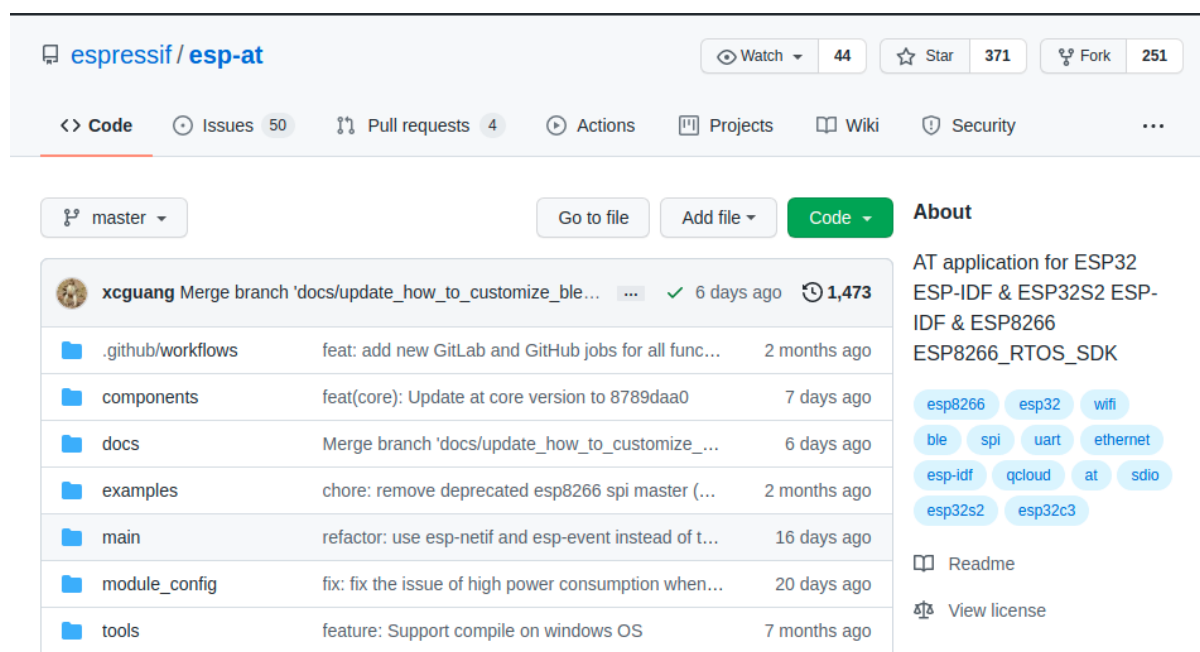 espressif / esp-at
Watch 44 Star 371 Fork 251
Code Issues 50 Pull requests 4 Actions Projects Wiki Security ...
master Go to file Add file Code
xcguang Merge branch 'docs/update_how_to_customize_ble… ... 6 days ago 1,473
.github/workflows feat: add new GitLab and GitHub jobs for all func… 2 months ago
components feat(core): Update at core version to 8789daa0 7 days ago
docs Merge branch 'docs/update_how_to_customize_… 6 days ago
examples chore: remove deprecated esp8266 spi master (… 2 months ago
main refactor: use esp-netif and esp-event instead of t… 16 days ago
module_config fix: fix the issue of high power consumption when… 20 days ago
tools feature: Support compile on windows OS 7 months ago
About
AT application for ESP32
ESP-IDF & ESP32S2 ESP-
IDF & ESP8266
ESP8266_RTOS_SDK
esp8266 esp32 wifi
ble spi uart ethernet
esp-idf qcloud at sdio
esp32s2 esp32c3
Readme
View license